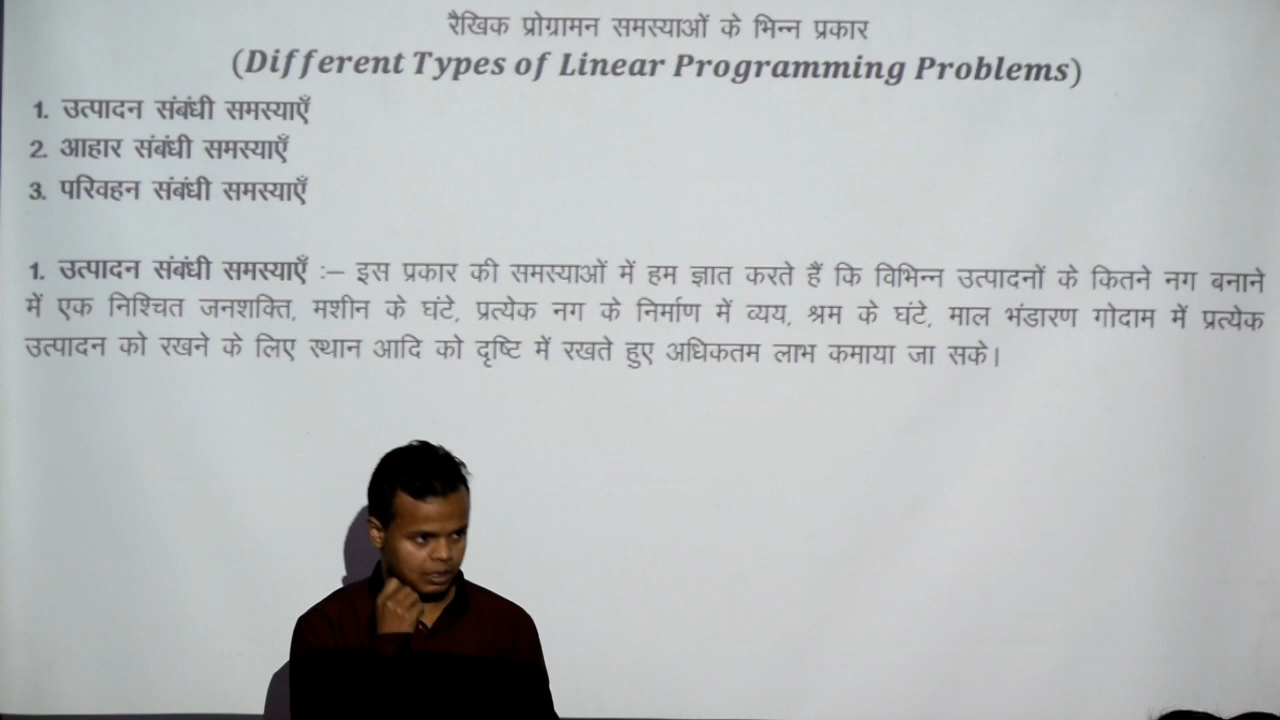 रैखिक प्रोग्रामन समस्याओं के भिन्न प्रकार
(Different Types of Linear Programming Problems)
1. उत्पादन संबंधी समस्याएँ
2. आहार संबंधी समस्याएँ
3. परिवहन संबंधी समस्याएँ
1. उत्पादन संबंधी समस्याएँ :– इस प्रकार की समस्याओं में हम ज्ञात करते हैं कि विभिन्न उत्पादनों के कितने नग बनाने
में एक निश्चित जनशक्ति, मशीन के घंटे, प्रत्येक नग के निर्माण में व्यय, श्रम के घंटे, माल भंडारण गोदाम में प्रत्येक
उत्पादन को रखने के लिए स्थान आदि को दृष्टि में रखते हुए अधिकतम लाभ कमाया जा सके।